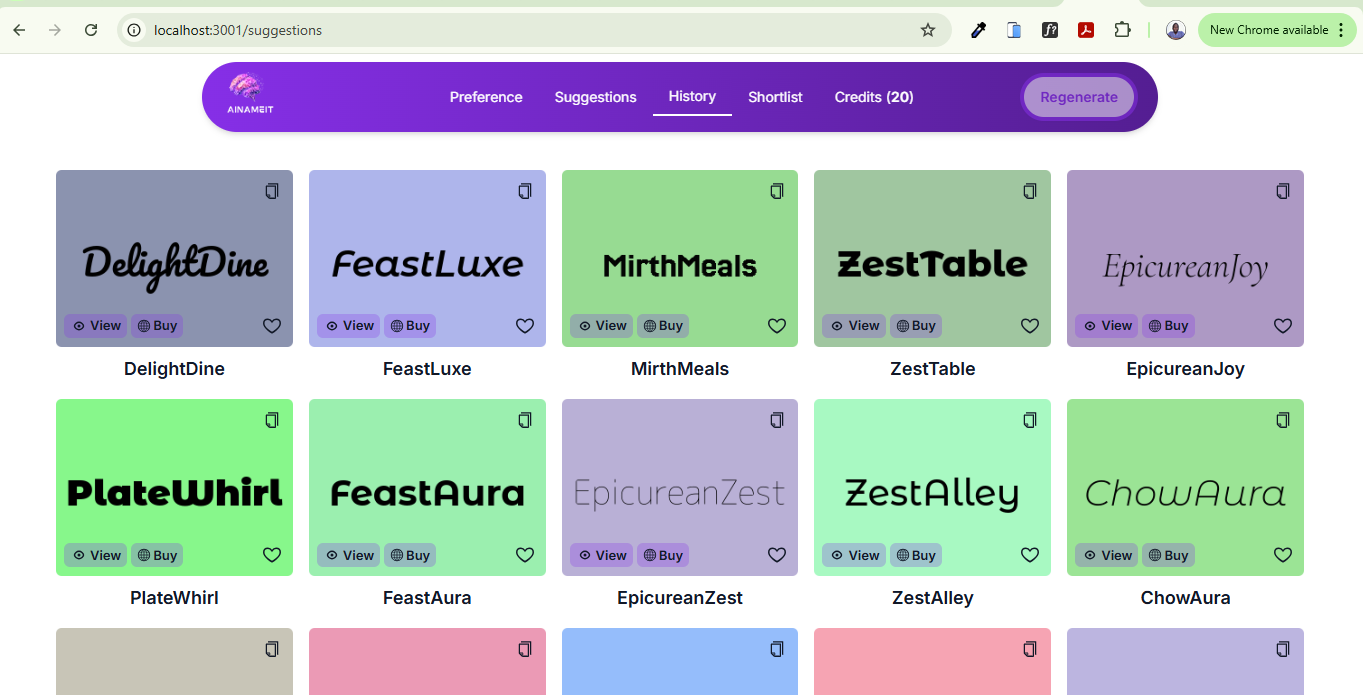 localhost:3001/suggestions
New Chrome available
AINAMEIT
Preference
Suggestions
History
Shortlist
Credits (20)
Regenerate
DelightDine
View
Buy
DelightDine
FeastLuxe
View
Buy
FeastLuxe
MirthMeals
View
Buy
MirthMeals
ZestTable
View
Buy
ZestTable
EpicureanJoy
View
Buy
EpicureanJoy
PlateWhirl
View
Buy
PlateWhirl
FeastAura
View
Buy
FeastAura
EpicureanZest
View
Buy
EpicureanZest
ZestAlley
View
Buy
ZestAlley
ChowAura
View
Buy
ChowAura